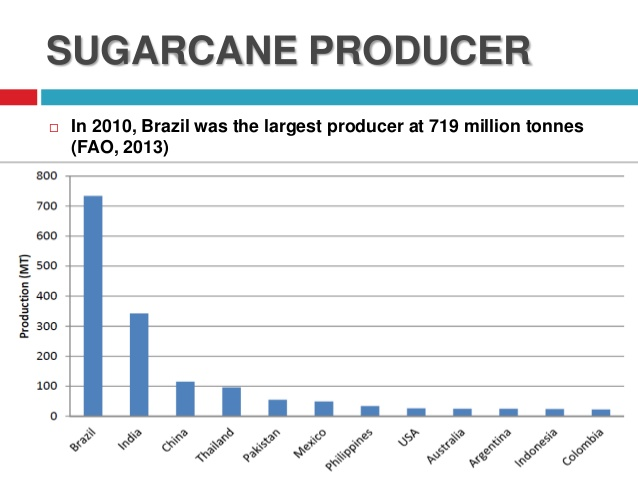 SUGARCANE PRODUCER
In 2010, Brazil was the largest producer at 719 million tonnes
(FAO, 2013)
Production (MT)
800
700
600
500
400
300
200
100
0
Brazil
India
China
Thailand
Pakistan
Mexico
Philippines
USA
Australia
Argentina
Indonesia
Colombia